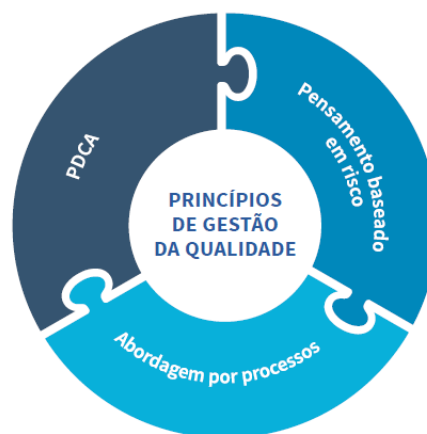 PRINCÍPIOS
DE GESTÃO
DA QUALIDADE
PDCA
Pensamento baseado
em risco
Abordagem por processos